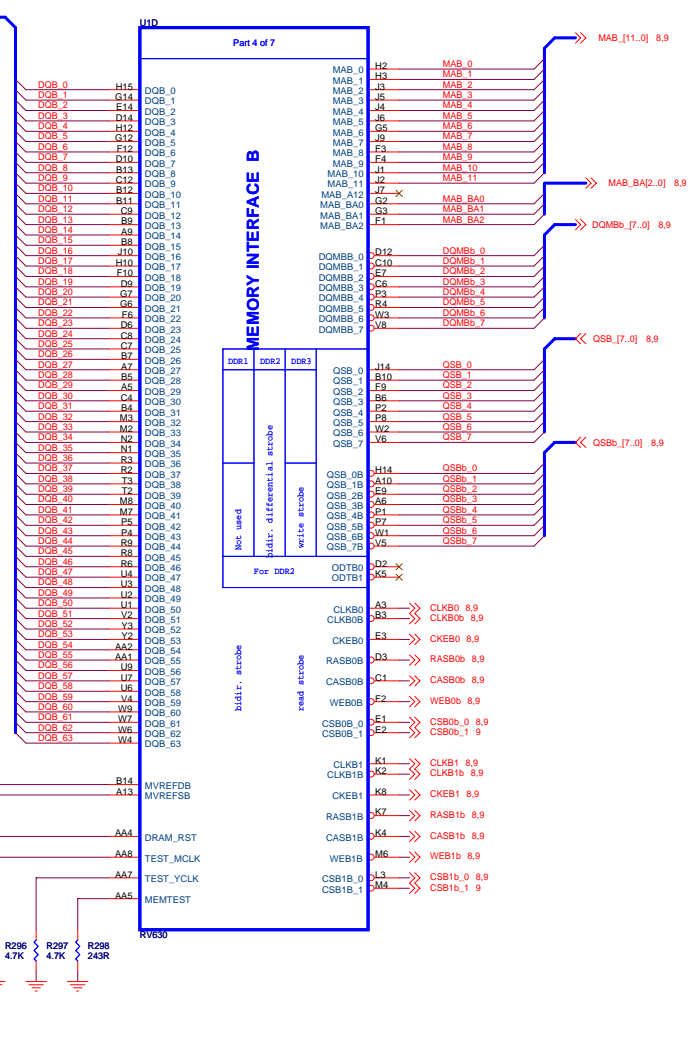 U1D
Part 4 of 7
DQB_0 H15 DQB_0
DQB_1 G14 DQB_1
DQB_2 E14 DQB_2
DQB_3 D14 DQB_3
DQB_4 H12 DQB_4
DQB_5 G12 DQB_5
DQB_6 F12 DQB_6
DQB_7 D10 DQB_7
DQB_8 B13 DQB_8
DQB_9 C12 DQB_9
DQB_10 B12 DQB_10
DQB_11 B11 DQB_11
DQB_12 C9 DQB_12
DQB_13 B9 DQB_13
DQB_14 A9 DQB_14
DQB_15 B8 DQB_15
DQB_16 J10 DQB_16
DQB_17 H10 DQB_17
DQB_18 F10 DQB_18
DQB_19 D9 DQB_19
DQB_20 G7 DQB_20
DQB_21 G6 DQB_21
DQB_22 F6 DQB_22
DQB_23 D6 DQB_23
DQB_24 C8 DQB_24
DQB_25 C7 DQB_25
DQB_26 B7 DQB_26
DQB_27 A7 DQB_27
DQB_28 B5 DQB_28
DQB_29 A5 DQB_29
DQB_30 C4 DQB_30
DQB_31 B4 DQB_31
DQB_32 M3 DQB_32
DQB_33 M2 DQB_33
DQB_34 N2 DQB_34
DQB_35 N1 DQB_35
DQB_36 R3 DQB_36
DQB_37 R2 DQB_37
DQB_38 T3 DQB_38
DQB_39 T2 DQB_39
DQB_40 M8 DQB_40
DQB_41 M7 DQB_41
DQB_42 P5 DQB_42
DQB_43 P4 DQB_43
DQB_44 R9 DQB_44
DQB_45 R8 DQB_45
DQB_46 R6 DQB_46
DQB_47 U4 DQB_47
DQB_48 U3 DQB_48
DQB_49 U2 DQB_49
DQB_50 U1 DQB_50
DQB_51 V2 DQB_51
DQB_52 Y3 DQB_52
DQB_53 Y2 DQB_53
DQB_54 AA2 DQB_54
DQB_55 AA1 DQB_55
DQB_56 U9 DQB_56
DQB_57 U7 DQB_57
DQB_58 U6 DQB_58
DQB_59 V4 DQB_59
DQB_60 W9 DQB_60
DQB_61 W7 DQB_61
DQB_62 W6 DQB_62
DQB_63 W4 DQB_63
B14 MVREFDB
A13 MVREFSB
AA4 DRAM_RST
AA8 TEST_MCLK
AA7 TEST_YCLK
AA5 MEMTEST
MEMORY INTERFACE B
DDR1 DDR2 DDR3
Not used
bidir. differential strobe
write strobe
For DDR2
bidir. strobe
read strobe
MAB_0 H2 MAB_0
MAB_1 H3 MAB_1
MAB_2 J3 MAB_2
MAB_3 J5 MAB_3
MAB_4 J4 MAB_4
MAB_5 J6 MAB_5
MAB_6 G5 MAB_6
MAB_7 J9 MAB_7
MAB_8 F3 MAB_8
MAB_9 F4 MAB_9
MAB_10 J1 MAB_10
MAB_11 J2 MAB_11
MAB_A12 J7
MAB_BA0 G2 MAB_BA0
MAB_BA1 G3 MAB_BA1
MAB_BA2 F1 MAB_BA2
DQMBB_0 D12 DQMBb_0
DQMBB_1 C10 DQMBb_1
DQMBB_2 E7 DQMBb_2
DQMBB_3 C6 DQMBb_3
DQMBB_4 P3 DQMBb_4
DQMBB_5 R4 DQMBb_5
DQMBB_6 W3 DQMBb_6
DQMBB_7 V8 DQMBb_7
QSB_0 J14 QSB_0
QSB_1 B10 QSB_1
QSB_2 F9 QSB_2
QSB_3 B6 QSB_3
QSB_4 P2 QSB_4
QSB_5 P8 QSB_5
QSB_6 W2 QSB_6
QSB_7 V6 QSB_7
QSB_0B H14 QSBb_0
QSB_1B A10 QSBb_1
QSB_2B E9 QSBb_2
QSB_3B A6 QSBb_3
QSB_4B P1 QSBb_4
QSB_5B P7 QSBb_5
QSB_6B W1 QSBb_6
QSB_7B V5 QSBb_7
ODTB0 D2
ODTB1 K5
CLKB0 A3 CLKB0 8,9
CLKB0B B3 CLKB0b 8,9
CKEB0 E3 CKEB0 8,9
RASB0B D3 RASB0b 8,9
CASB0B C1 CASB0b 8,9
WEB0B F2 WEB0b 8,9
CSB0B_0 E1 CSB0b_0 8,9
CSB0B_1 E2 CSB0b_1 9
CLKB1 K1 CLKB1 8,9
CLKB1B K2 CLKB1b 8,9
CKEB1 K8 CKEB1 8,9
RASB1B K7 RASB1b 8,9
CASB1B K4 CASB1b 8,9
WEB1B M6 WEB1b 8,9
CSB1B_0 L3 CSB1b_0 8,9
CSB1B_1 M4 CSB1b_1 9
MAB_[11..0] 8,9
MAB_BA[2..0] 8,9
DQMBb_[7..0] 8,9
QSB_[7..0] 8,9
QSBb_[7..0] 8,9
RV630
R296 R297 R298
4.7K 4.7K 243R